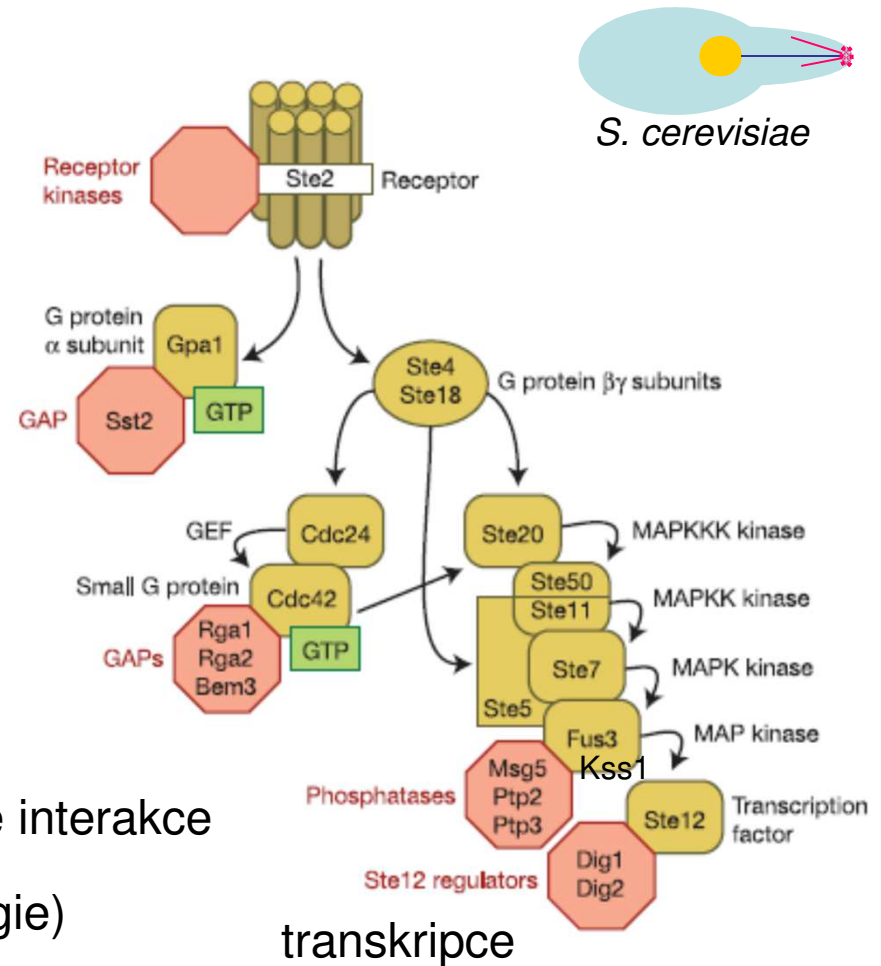 S. cerevisiae
Receptor
kinases
Ste2
Receptor
G protein
α subunit
Gpa1
GAP
Sst2
GTP
Ste4
Ste18
G protein βγ subunits
GEF
Cdc24
Ste20
MAPKKK kinase
Small G protein
Cdc42
Ste50
Ste11
MAPKK kinase
GAPs
Rga1
Rga2
Bem3
GTP
Ste7
MAPK kinase
Ste5
Fus3
Kss1
MAP kinase
Phosphatases
Msg5
Ptp2
Ptp3
Ste12
Transcription
factor
Ste12 regulators
Dig1
Dig2
e interakce
gie)
transkripce